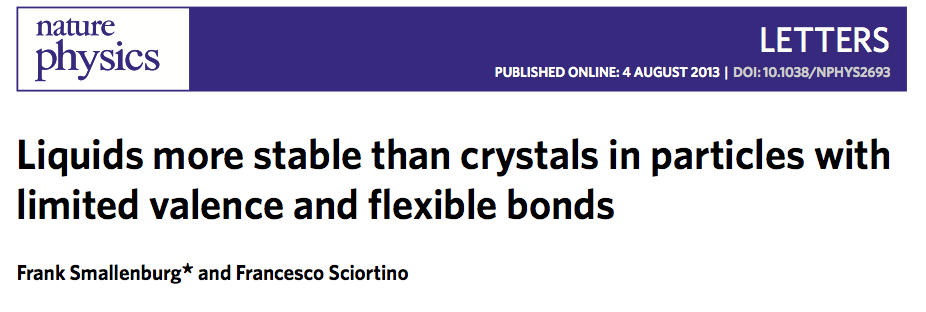 nature
physics
LETTERS
PUBLISHED ONLINE: 4 AUGUST 2013 | DOI: 10.1038/NPHYS2693
Liquids more stable than crystals in particles with
limited valence and flexible bonds
Frank Smallenburg* and Francesco Sciortino